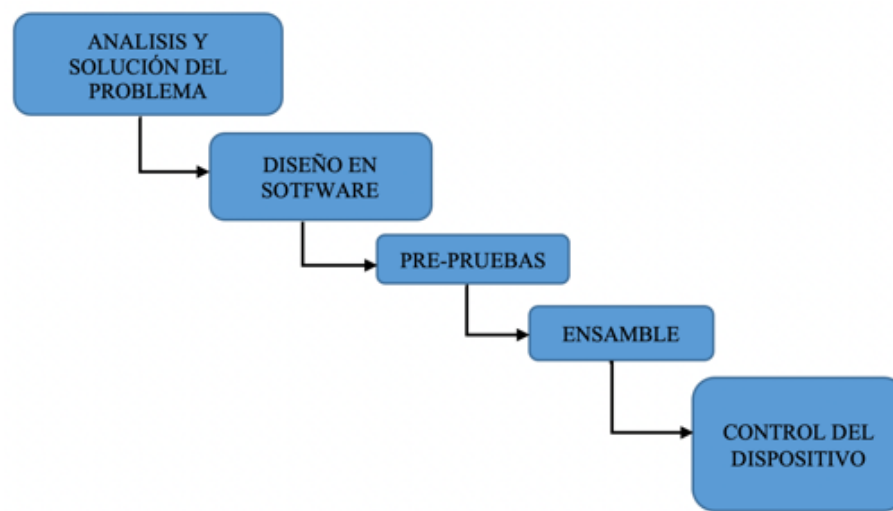 ANALISIS Y
SOLUCIÓN DEL
PROBLEMA
DISEÑO EN
SOTFWARE
PRE-PRUEBAS
ENSAMBLE
CONTROL DEL
DISPOSITIVO